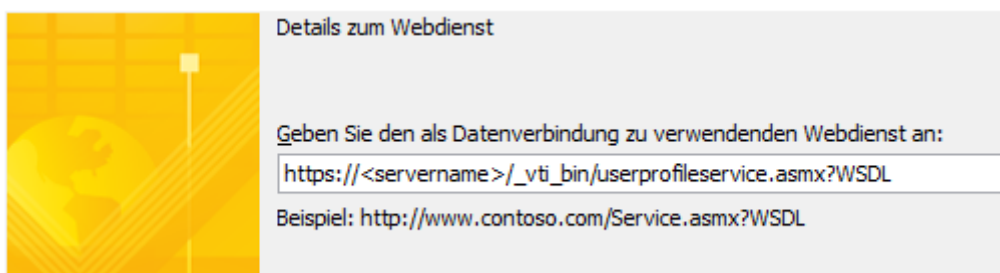 Details zum Webdienst
Geben Sie den als Datenverbindung zu verwendenden Webdienst an:
https://<servername>/_vti_bin/userprofileservice.asmx?WSDL
Beispiel: http://www.contoso.com/Service.asmx?WSDL